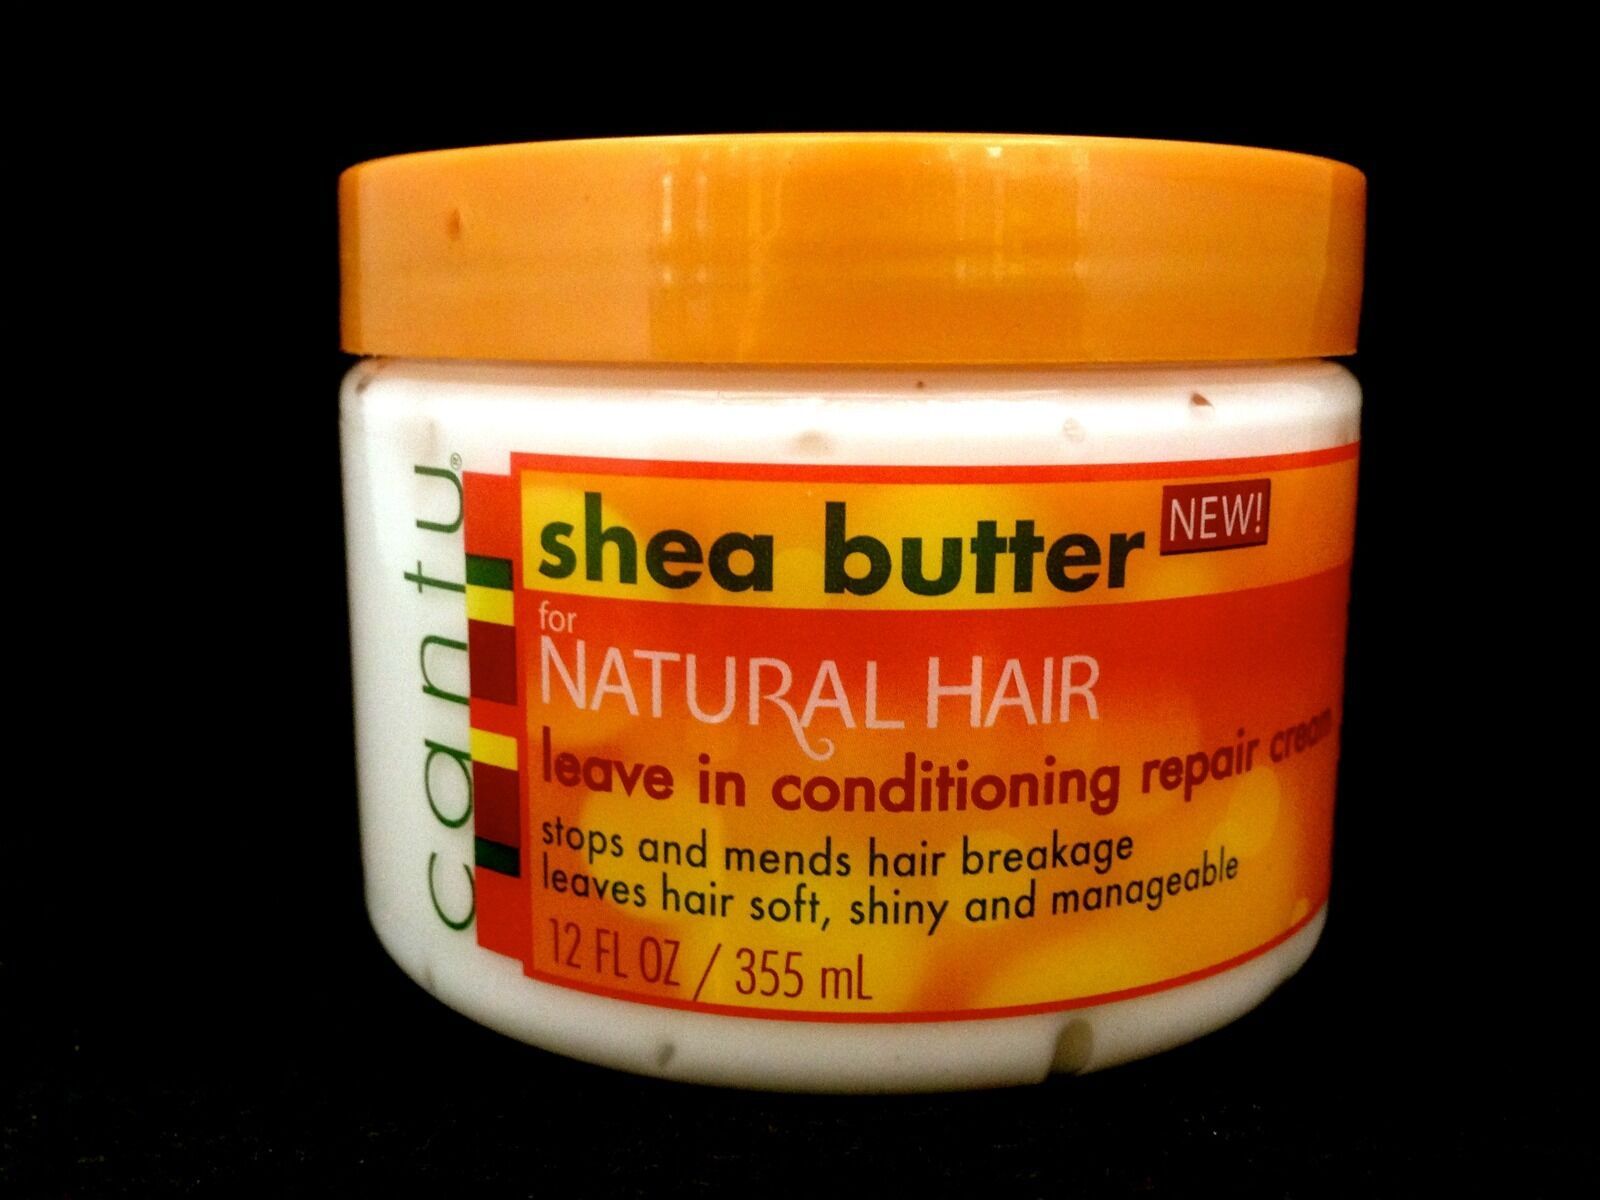 cantu®
shea butter NEW!
for
NATURAL HAIR
leave in conditioning repair cream
stops and mends hair breakage
leaves hair soft, shiny and manageable
12 FL OZ / 355 mL